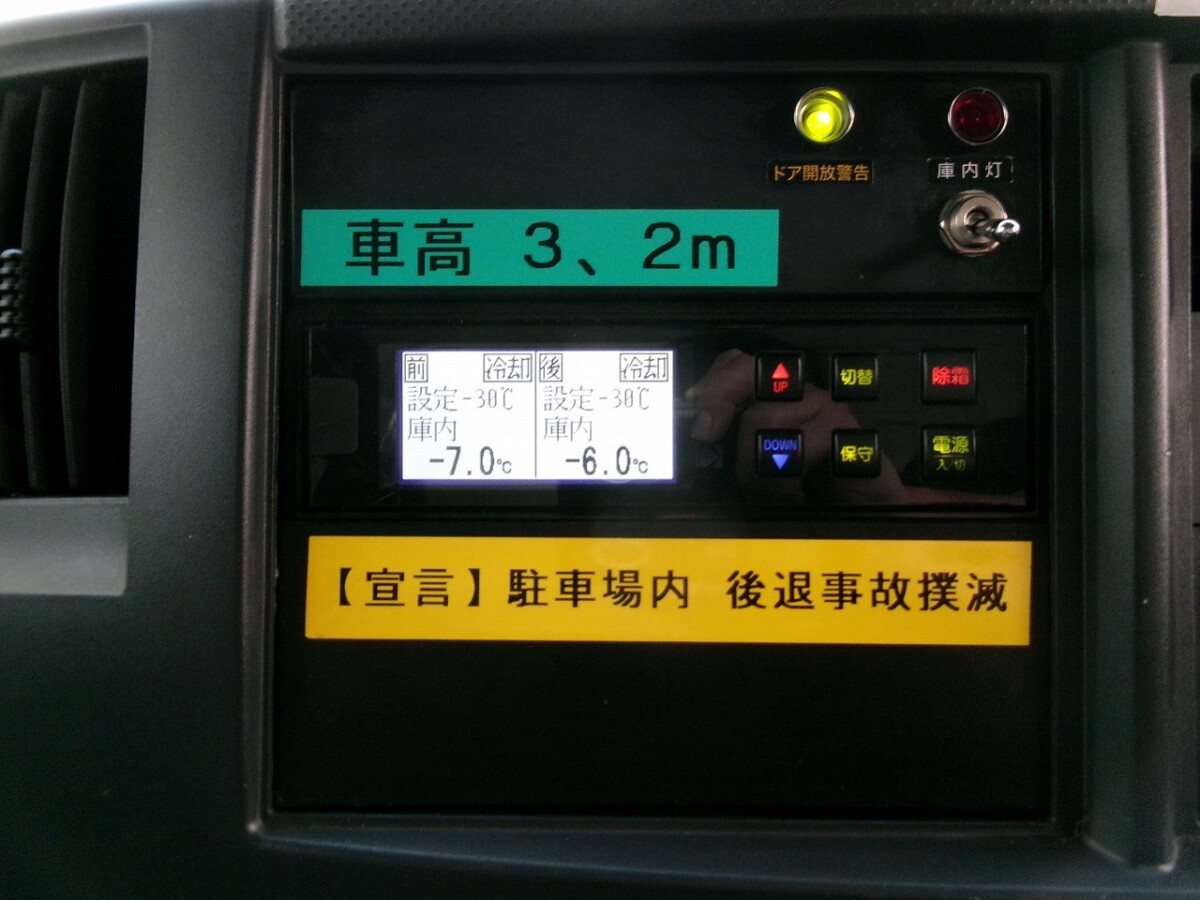 ドア開放警告
庫内灯
車高 3、2m
前 冷却 後 冷却
設定-30℃ 設定-30℃
庫内 庫内
-7.0℃ -6.0℃
UP 切替 除霜
DOWN 保守 電源
入/切
【宣言】駐車場内 後退事故撲滅